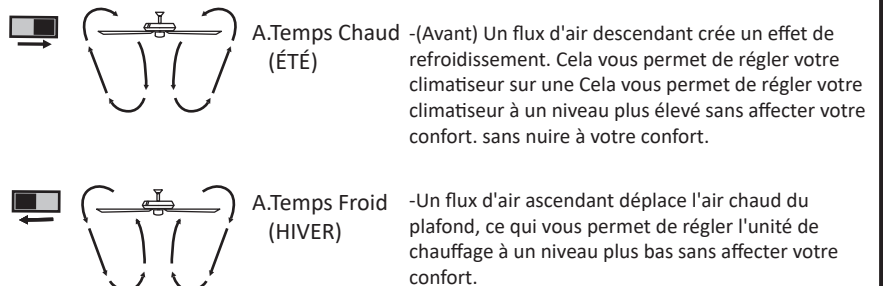 A.Temps Chaud
(ÉTÉ)
-(Avant) Un flux d'air descendant crée un effet de
refroidissement. Cela vous permet de régler votre
climatiseur sur une Cela vous permet de régler votre
climatiseur à un niveau plus élevé sans affecter votre
confort. sans nuire à votre confort.
A.Temps Froid
(HIVER)
-Un flux d'air ascendant déplace l'air chaud du
plafond, ce qui vous permet de régler l'unité de
chauffage à un niveau plus bas sans affecter votre
confort.